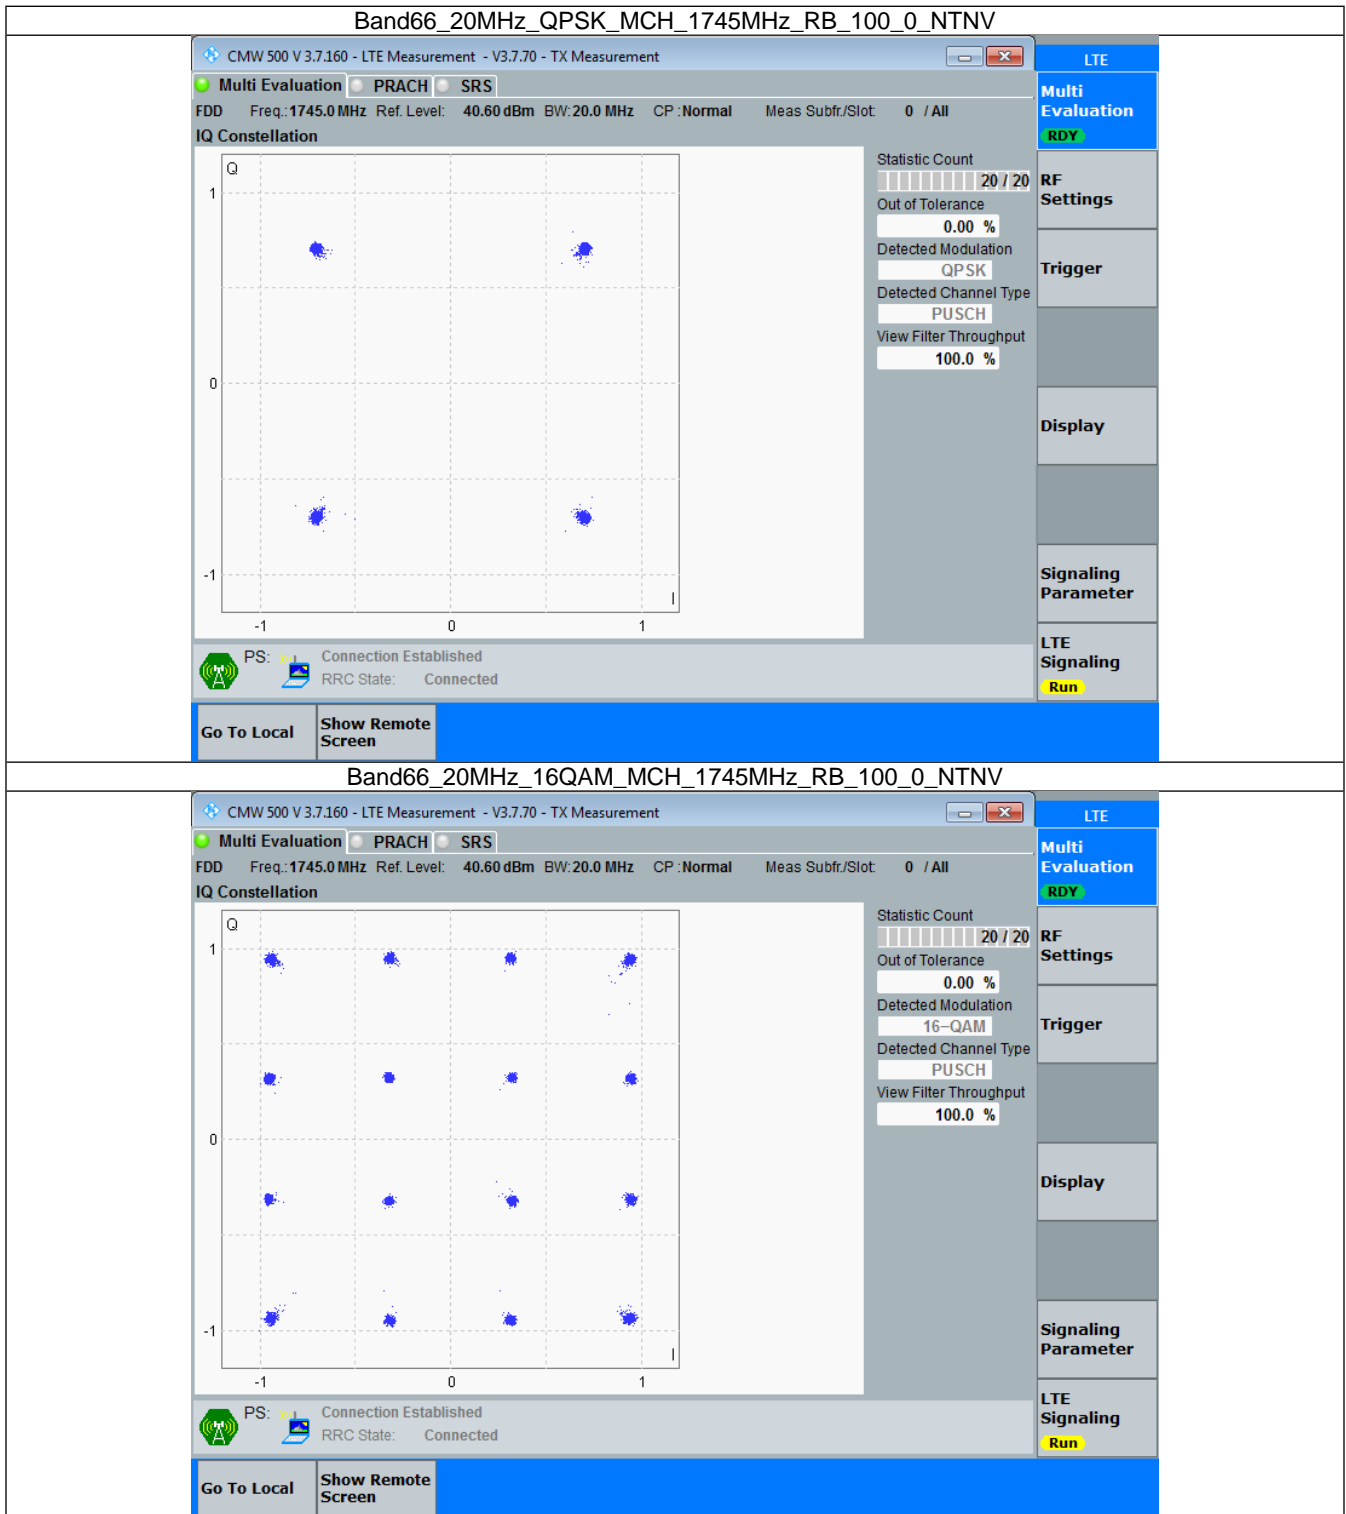 Band66_20MHz_QPSK_MCH_1745MHz_RB_100_0_NTNV
CMW 500 V 3.7.160 - LTE Measurement - V3.7.70 - TX Measurement
LTE
Multi Evaluation PRACH SRS
FDD Freq.:1745.0 MHz Ref. Level: 40.60 dBm BW:20.0 MHz CP :Normal Meas Subfr./Slot: 0 / All
IQ Constellation
Q
1
0
-1
I
-1 0 1
Statistic Count
20 / 20
Out of Tolerance
0.00 %
Detected Modulation
QPSK
Detected Channel Type
PUSCH
View Filter Throughput
100.0 %
Multi
Evaluation
RDY
RF
Settings
Trigger
Display
Signaling
Parameter
LTE
Signaling
Run
PS: Connection Established
RRC State: Connected
Go To Local
Show Remote
Screen
Band66_20MHz_16QAM_MCH_1745MHz_RB_100_0_NTNV
CMW 500 V 3.7.160 - LTE Measurement - V3.7.70 - TX Measurement
LTE
Multi Evaluation PRACH SRS
FDD Freq.:1745.0 MHz Ref. Level: 40.60 dBm BW:20.0 MHz CP :Normal Meas Subfr./Slot: 0 / All
IQ Constellation
Q
1
0
-1
I
-1 0 1
Statistic Count
20 / 20
Out of Tolerance
0.00 %
Detected Modulation
16-QAM
Detected Channel Type
PUSCH
View Filter Throughput
100.0 %
Multi
Evaluation
RDY
RF
Settings
Trigger
Display
Signaling
Parameter
LTE
Signaling
Run
PS: Connection Established
RRC State: Connected
Go To Local
Show Remote
Screen